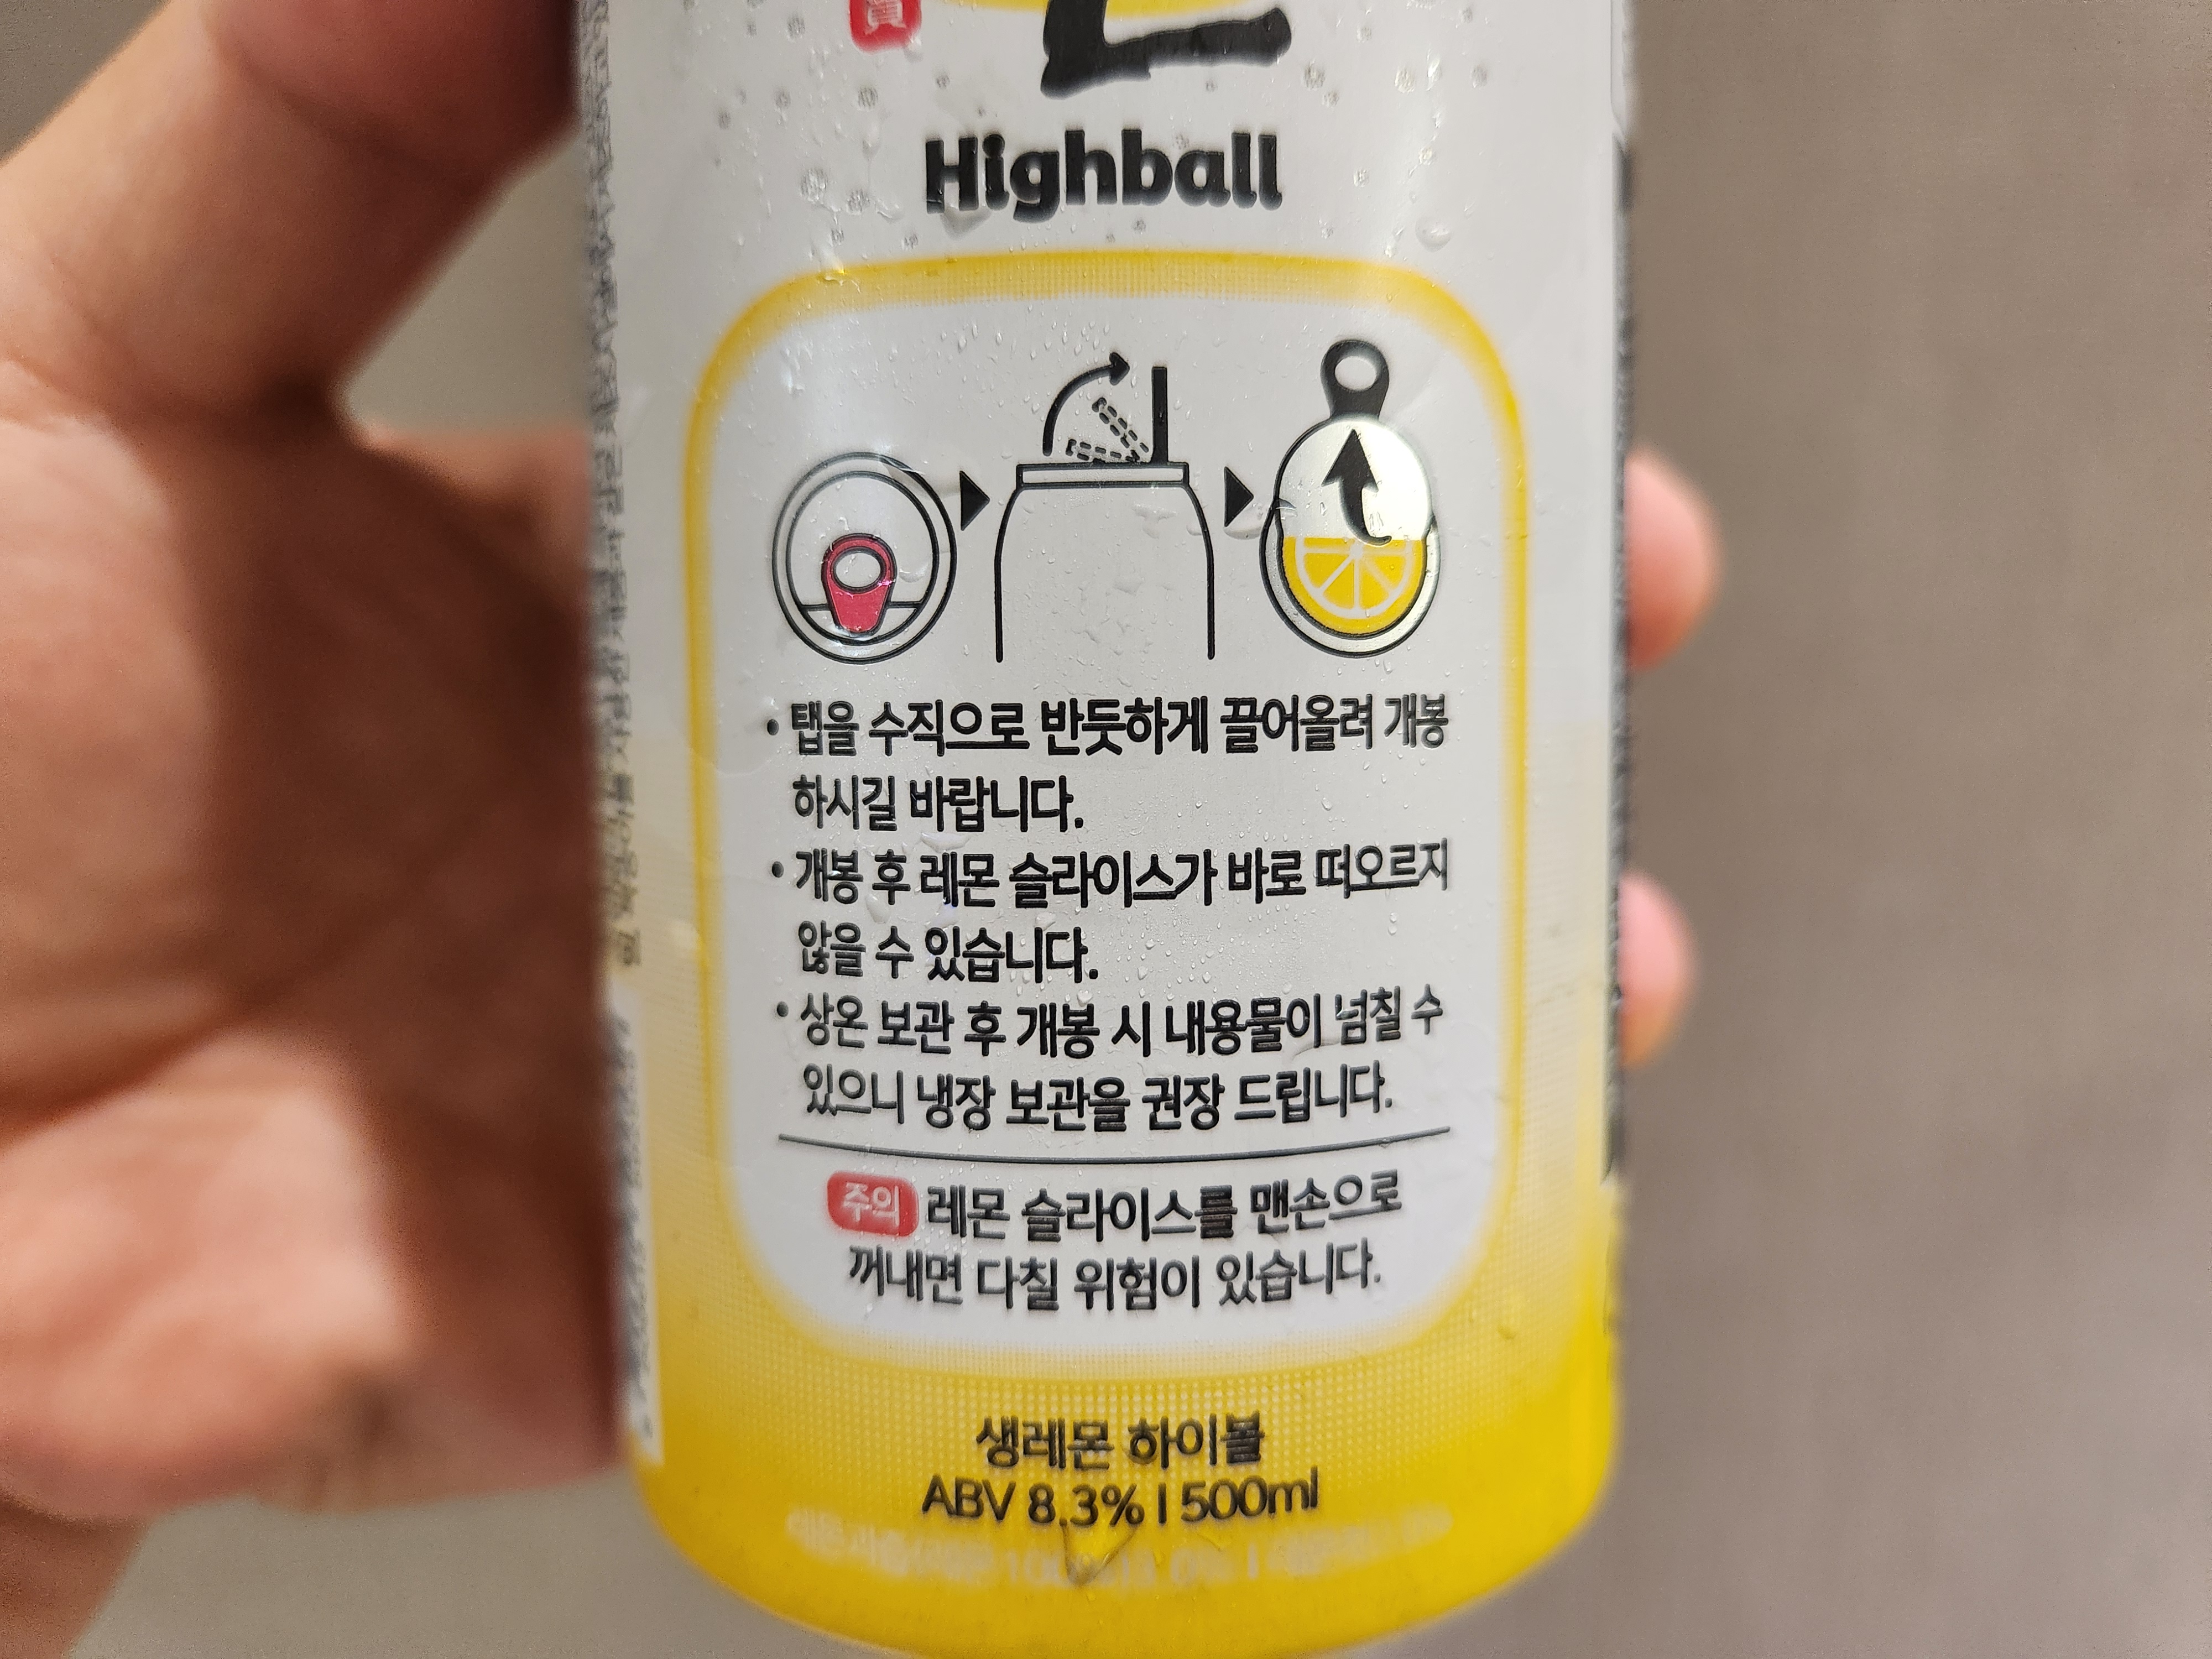 Highball
• 탭을 수직으로 반듯하게 끌어올려 개봉
하시길 바랍니다.
• 개봉 후 레몬 슬라이스가 바로 떠오르지
않을 수 있습니다.
• 상온 보관 후 개봉 시 내용물이 넘칠 수
있으니 냉장 보관을 권장 드립니다.
주의 레몬 슬라이스를 맨손으로
꺼내면 다칠 위험이 있습니다.
생레몬 하이볼
ABV 8.3% I 500ml